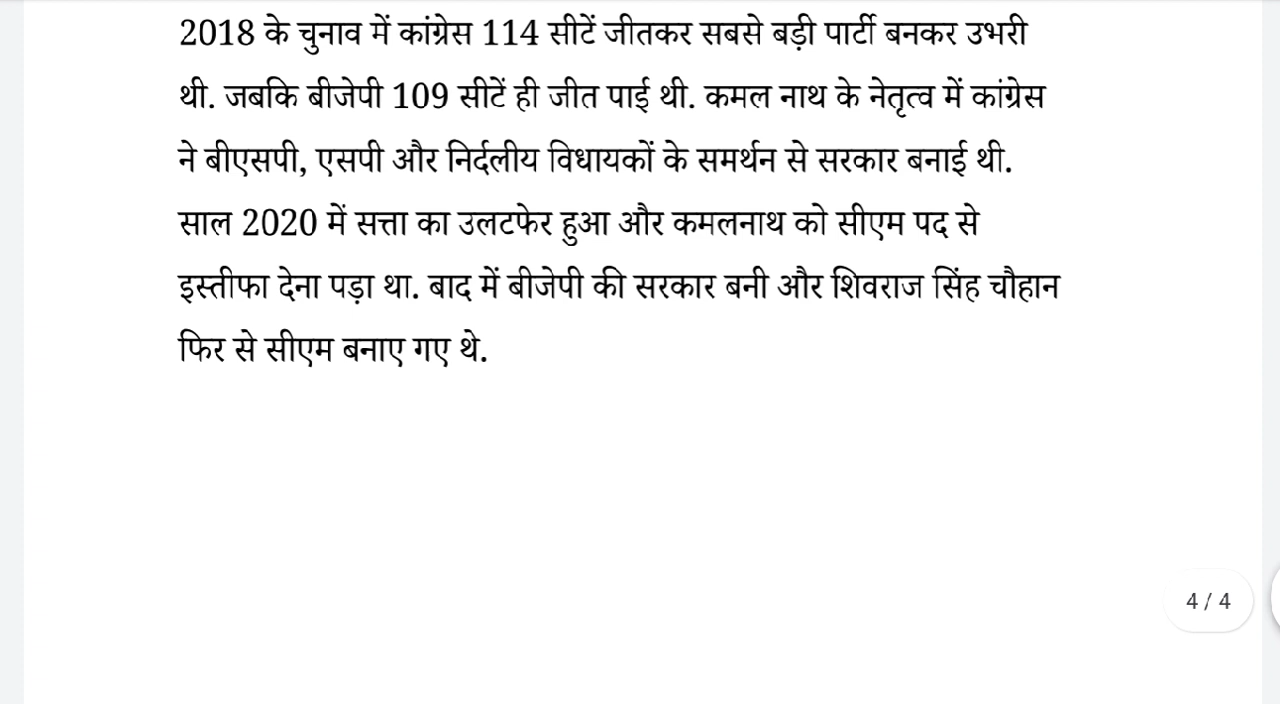 2018 के चुनाव में कांग्रेस 114 सीटें जीतकर सबसे बड़ी पार्टी बनकर उभरी
थी. जबकि बीजेपी 109 सीटें ही जीत पाई थी. कमल नाथ के नेतृत्व में कांग्रेस
ने बीएसपी, एसपी और निर्दलीय विधायकों के समर्थन से सरकार बनाई थी.
साल 2020 में सत्ता का उलटफेर हुआ और कमलनाथ को सीएम पद से
इस्तीफा देना पड़ा था. बाद में बीजेपी की सरकार बनी और शिवराज सिंह चौहान
फिर से सीएम बनाए गए थे.
4 / 4